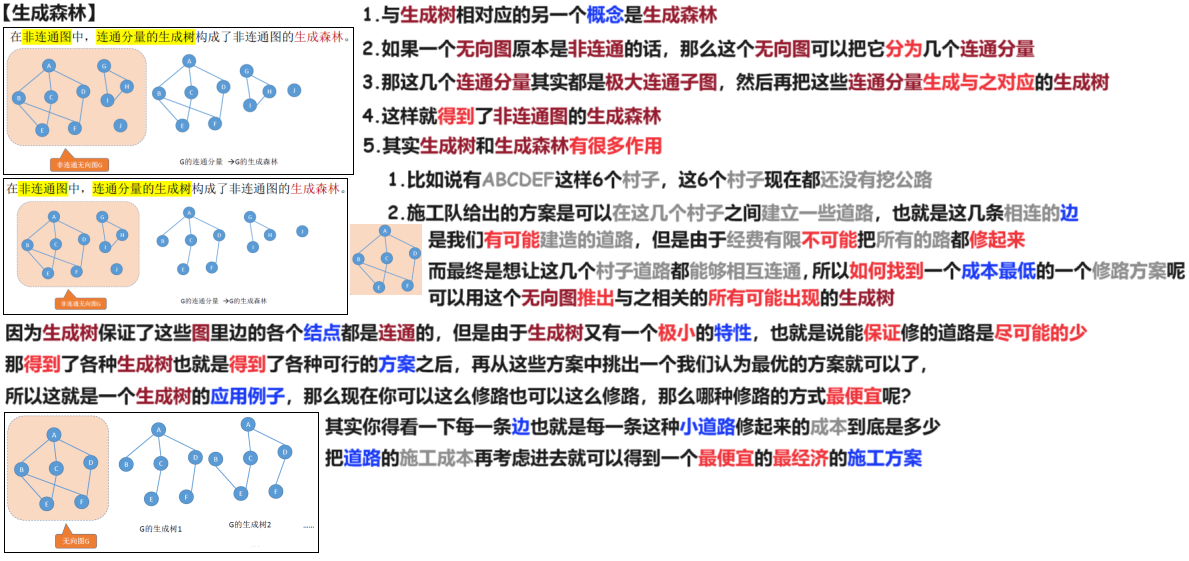 【生成森林】
在非连通图中，连通分量的生成树构成了非连通图的生成森林。
A
G
B
C
D
H
I
E
F
J
A
G
B
C
D
H
I
J
E
F
非连通无向图G
G的连通分量 →G的生成森林
在非连通图中，连通分量的生成树构成了非连通图的生成森林。
A
G
B
C
D
H
I
E
F
J
A
G
B
C
D
H
I
J
E
F
非连通无向图G
G的连通分量 →G的生成森林
1.与生成树相对应的另一个概念是生成森林
2.如果一个无向图原本是非连通的话，那么这个无向图可以把它分为几个连通分量
3.那这几个连通分量其实都是极大连通子图，然后再把这些连通分量生成与之对应的生成树
4.这样就得到了非连通图的生成森林
5.其实生成树和生成森林有很多作用
1.比如说有ABCDEF这样6个村子，这6个村子现在都还没有挖公路
2.施工队给出的方案是可以在这几个村子之间建立一些道路，也就是这几条相连的边
A
B
C
D
E
F
是我们有可能建造的道路，但是由于经费有限不可能把所有的路都修起来
而最终是想让这几个村子道路都能够相互连通，所以如何找到一个成本最低的一个修路方案呢
可以用这个无向图推出与之相关的所有可能出现的生成树
因为生成树保证了这些图里边的各个结点都是连通的，但是由于生成树又有一个极小的特性，也就是说能保证修的道路是尽可能的少
那得到了各种生成树也就是得到了各种可行的方案之后，再从这些方案中挑出一个我们认为最优的方案就可以了，
所以这就是一个生成树的应用例子，那么现在你可以这么修路也可以这么修路，那么哪种修路的方式最便宜呢?
A
B
C
D
E
F
无向图G
A
B
C
D
E
F
G的生成树1
A
B
C
D
E
F
G的生成树2
……
其实你得看一下每一条边也就是每一条这种小道路修起来的成本到底是多少
把道路的施工成本再考虑进去就可以得到一个最便宜的最经济的施工方案